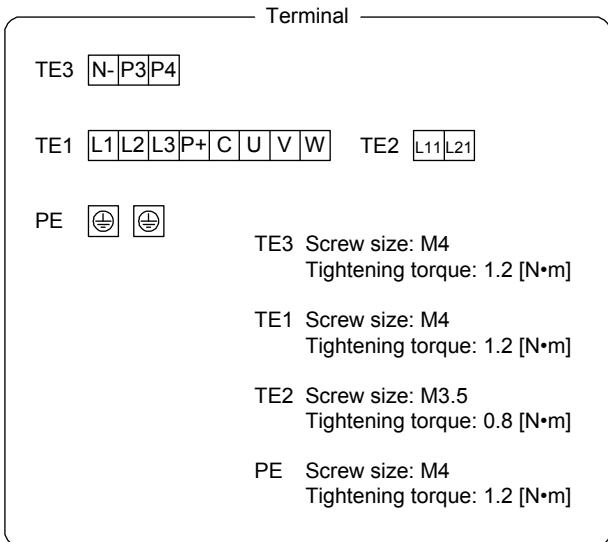 Terminal
TE3 N- P3 P4
TE1 L1 L2 L3 P+ C U V W TE2 L11 L21
PE
TE3 Screw size: M4
Tightening torque: 1.2 [N•m]
TE1 Screw size: M4
Tightening torque: 1.2 [N•m]
TE2 Screw size: M3.5
Tightening torque: 0.8 [N•m]
PE Screw size: M4
Tightening torque: 1.2 [N•m]